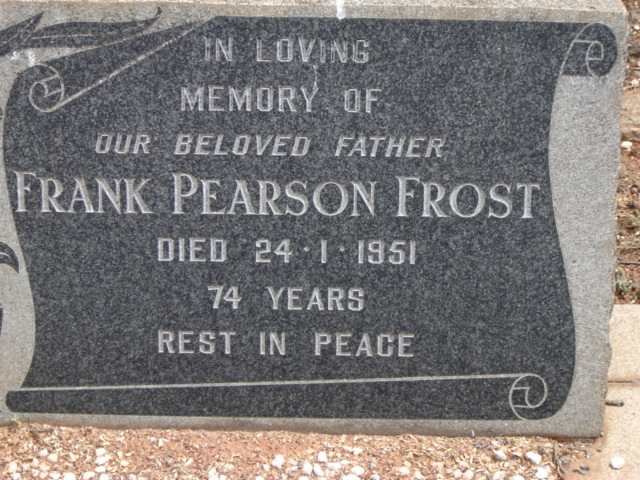 IN LOVING
MEMORY OF
OUR BELOVED FATHER
FRANK PEARSON FROST
DIED 24·1·1951
74 YEARS
REST IN PEACE